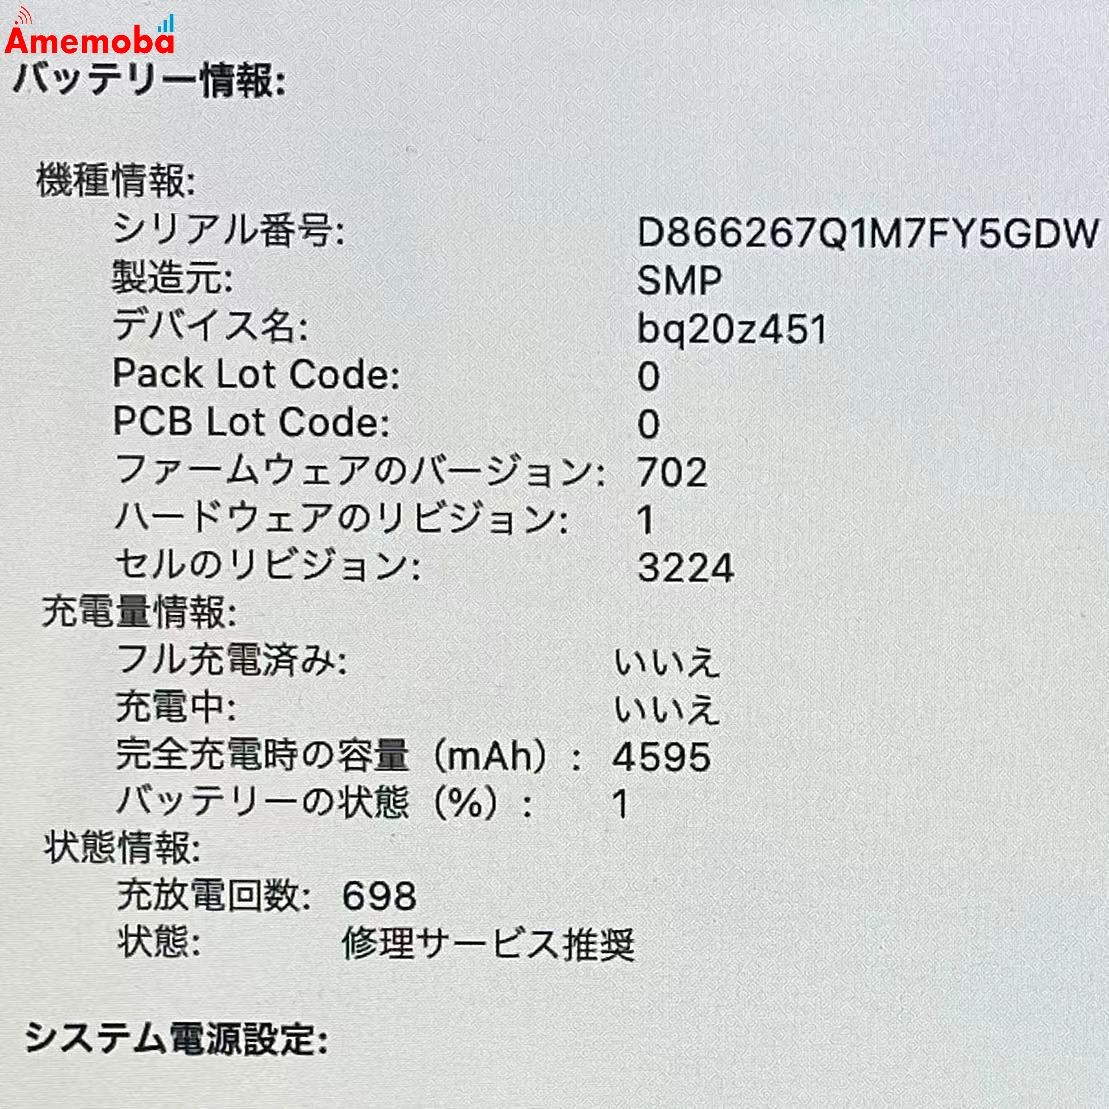 Amemoba
バッテリー情報:
機種情報:
シリアル番号: D866267Q1M7FY5GDW
製造元: SMP
デバイス名: bq20z451
Pack Lot Code: 0
PCB Lot Code: 0
ファームウェアのバージョン: 702
ハードウェアのリビジョン: 1
セルのリビジョン: 3224
充電量情報:
フル充電済み: いいえ
充電中: いいえ
完全充電時の容量（mAh）: 4595
バッテリーの状態（%）: 1
状態情報:
充放電回数: 698
状態: 修理サービス推奨
システム電源設定: